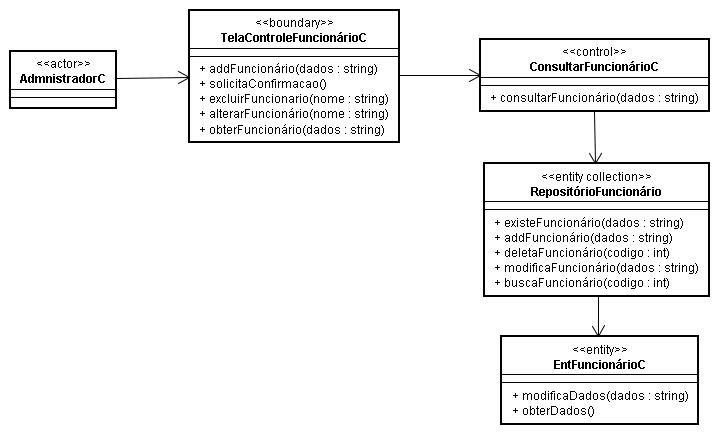 <<actor>>
AdmnistradorC
<<boundary>>
TelaControleFuncionárioC
+ addFuncionário(dados : string)
+ solicitaConfirmacao()
+ excluirFuncionario(nome : string)
+ alterarFuncionário(nome : string)
+ obterFuncionário(dados : string)
<<control>>
ConsultarFuncionárioC
+ consultarFuncionário(dados : string)
<<entity collection>>
RepositórioFuncionário
+ existeFuncionário(dados : string)
+ addFuncionário(dados : string)
+ deletaFuncionário(codigo : int)
+ modificaFuncionário(dados : string)
+ buscaFuncionário(codigo : int)
<<entity>>
EntFuncionárioC
+ modificaDados(dados : string)
+ obterDados()